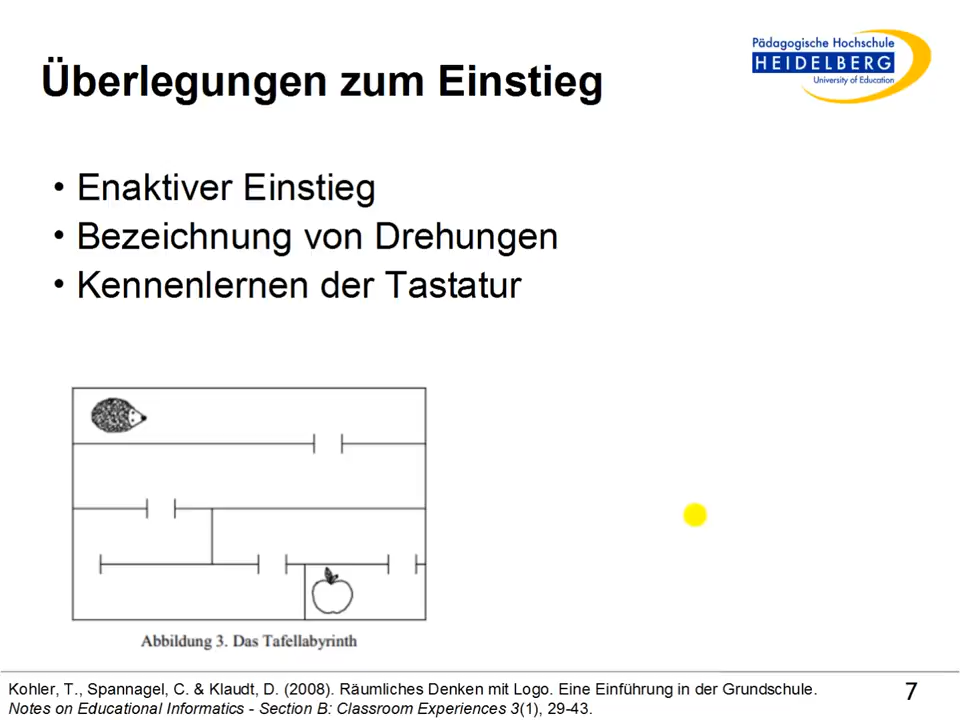 Überlegungen zum Einstieg
Pädagogische Hochschule
HEIDELBERG
University of Education
• Enaktiver Einstieg
• Bezeichnung von Drehungen
• Kennenlernen der Tastatur
Abbildung 3. Das Tafellabyrinth
Kohler, T., Spannagel, C. & Klaudt, D. (2008). Räumliches Denken mit Logo. Eine Einführung in der Grundschule.
Notes on Educational Informatics - Section B: Classroom Experiences 3(1), 29-43.
7